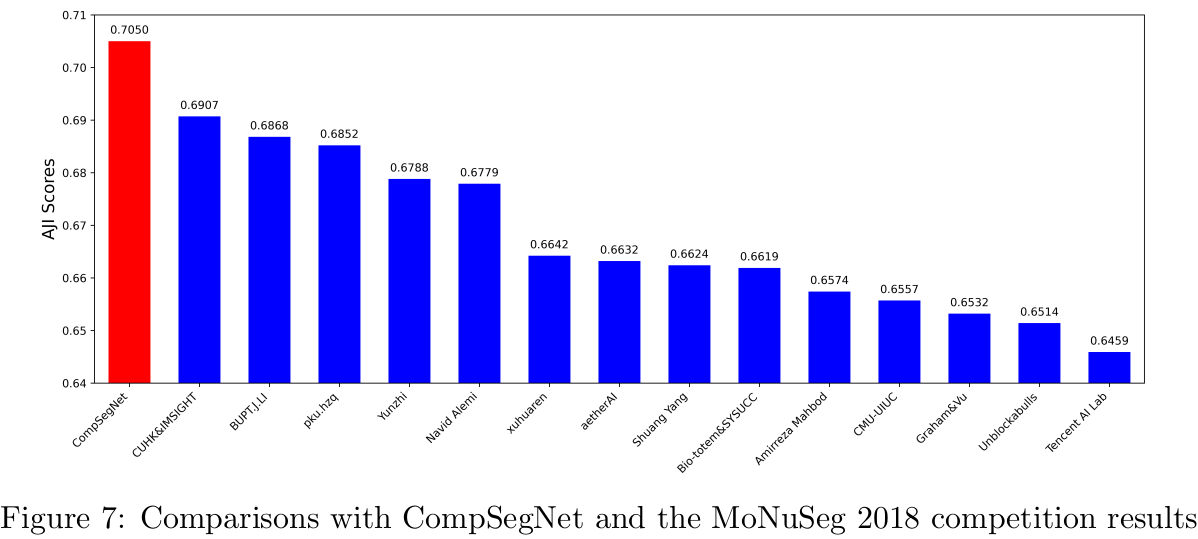 0.71
0.70
0.69
0.68
0.67
0.66
0.65
0.64
AJI Scores
0.7050
0.6907
0.6868
0.6852
0.6788
0.6779
0.6642
0.6632
0.6624
0.6619
0.6574
0.6557
0.6532
0.6514
0.6459
CompSegNet
CUHK&IMSIGHT
BUPT.J.LI
pku.hzq
Yunzhi
Navid Alemi
xuhuaren
aetherAI
Shuang Yang
Bio-totem&SYSUCC
Amirreza Mahbod
CMU-UIUC
Graham&Vu
Unblockabulls
Tencent AI Lab
Figure 7: Comparisons with CompSegNet and the MoNuSeg 2018 competition results